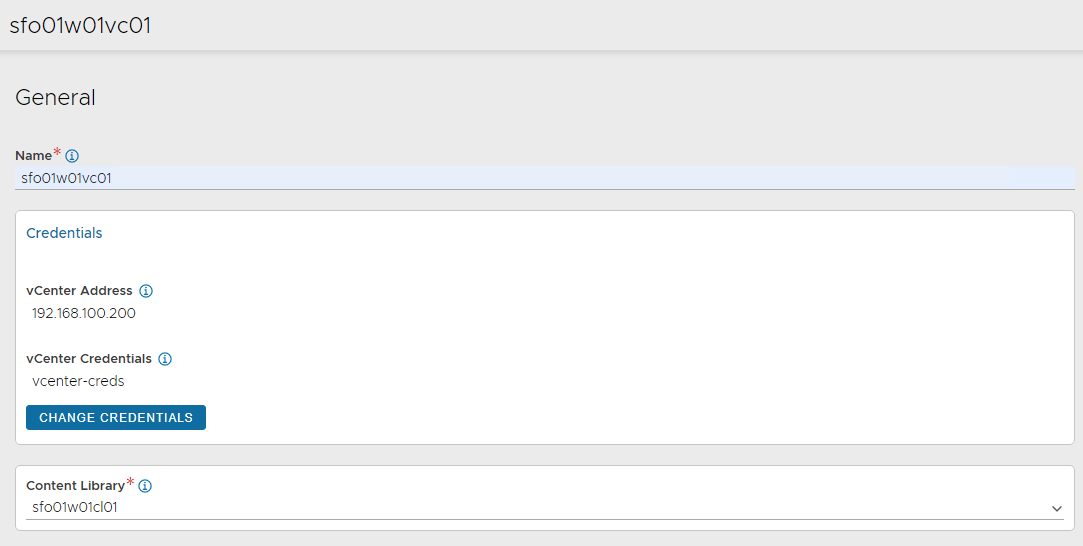 sfo01w01vc01
General
Name*
sfo01w01vc01
Credentials
vCenter Address
192.168.100.200
vCenter Credentials
vcenter-creds
CHANGE CREDENTIALS
Content Library*
sfo01w01cl01